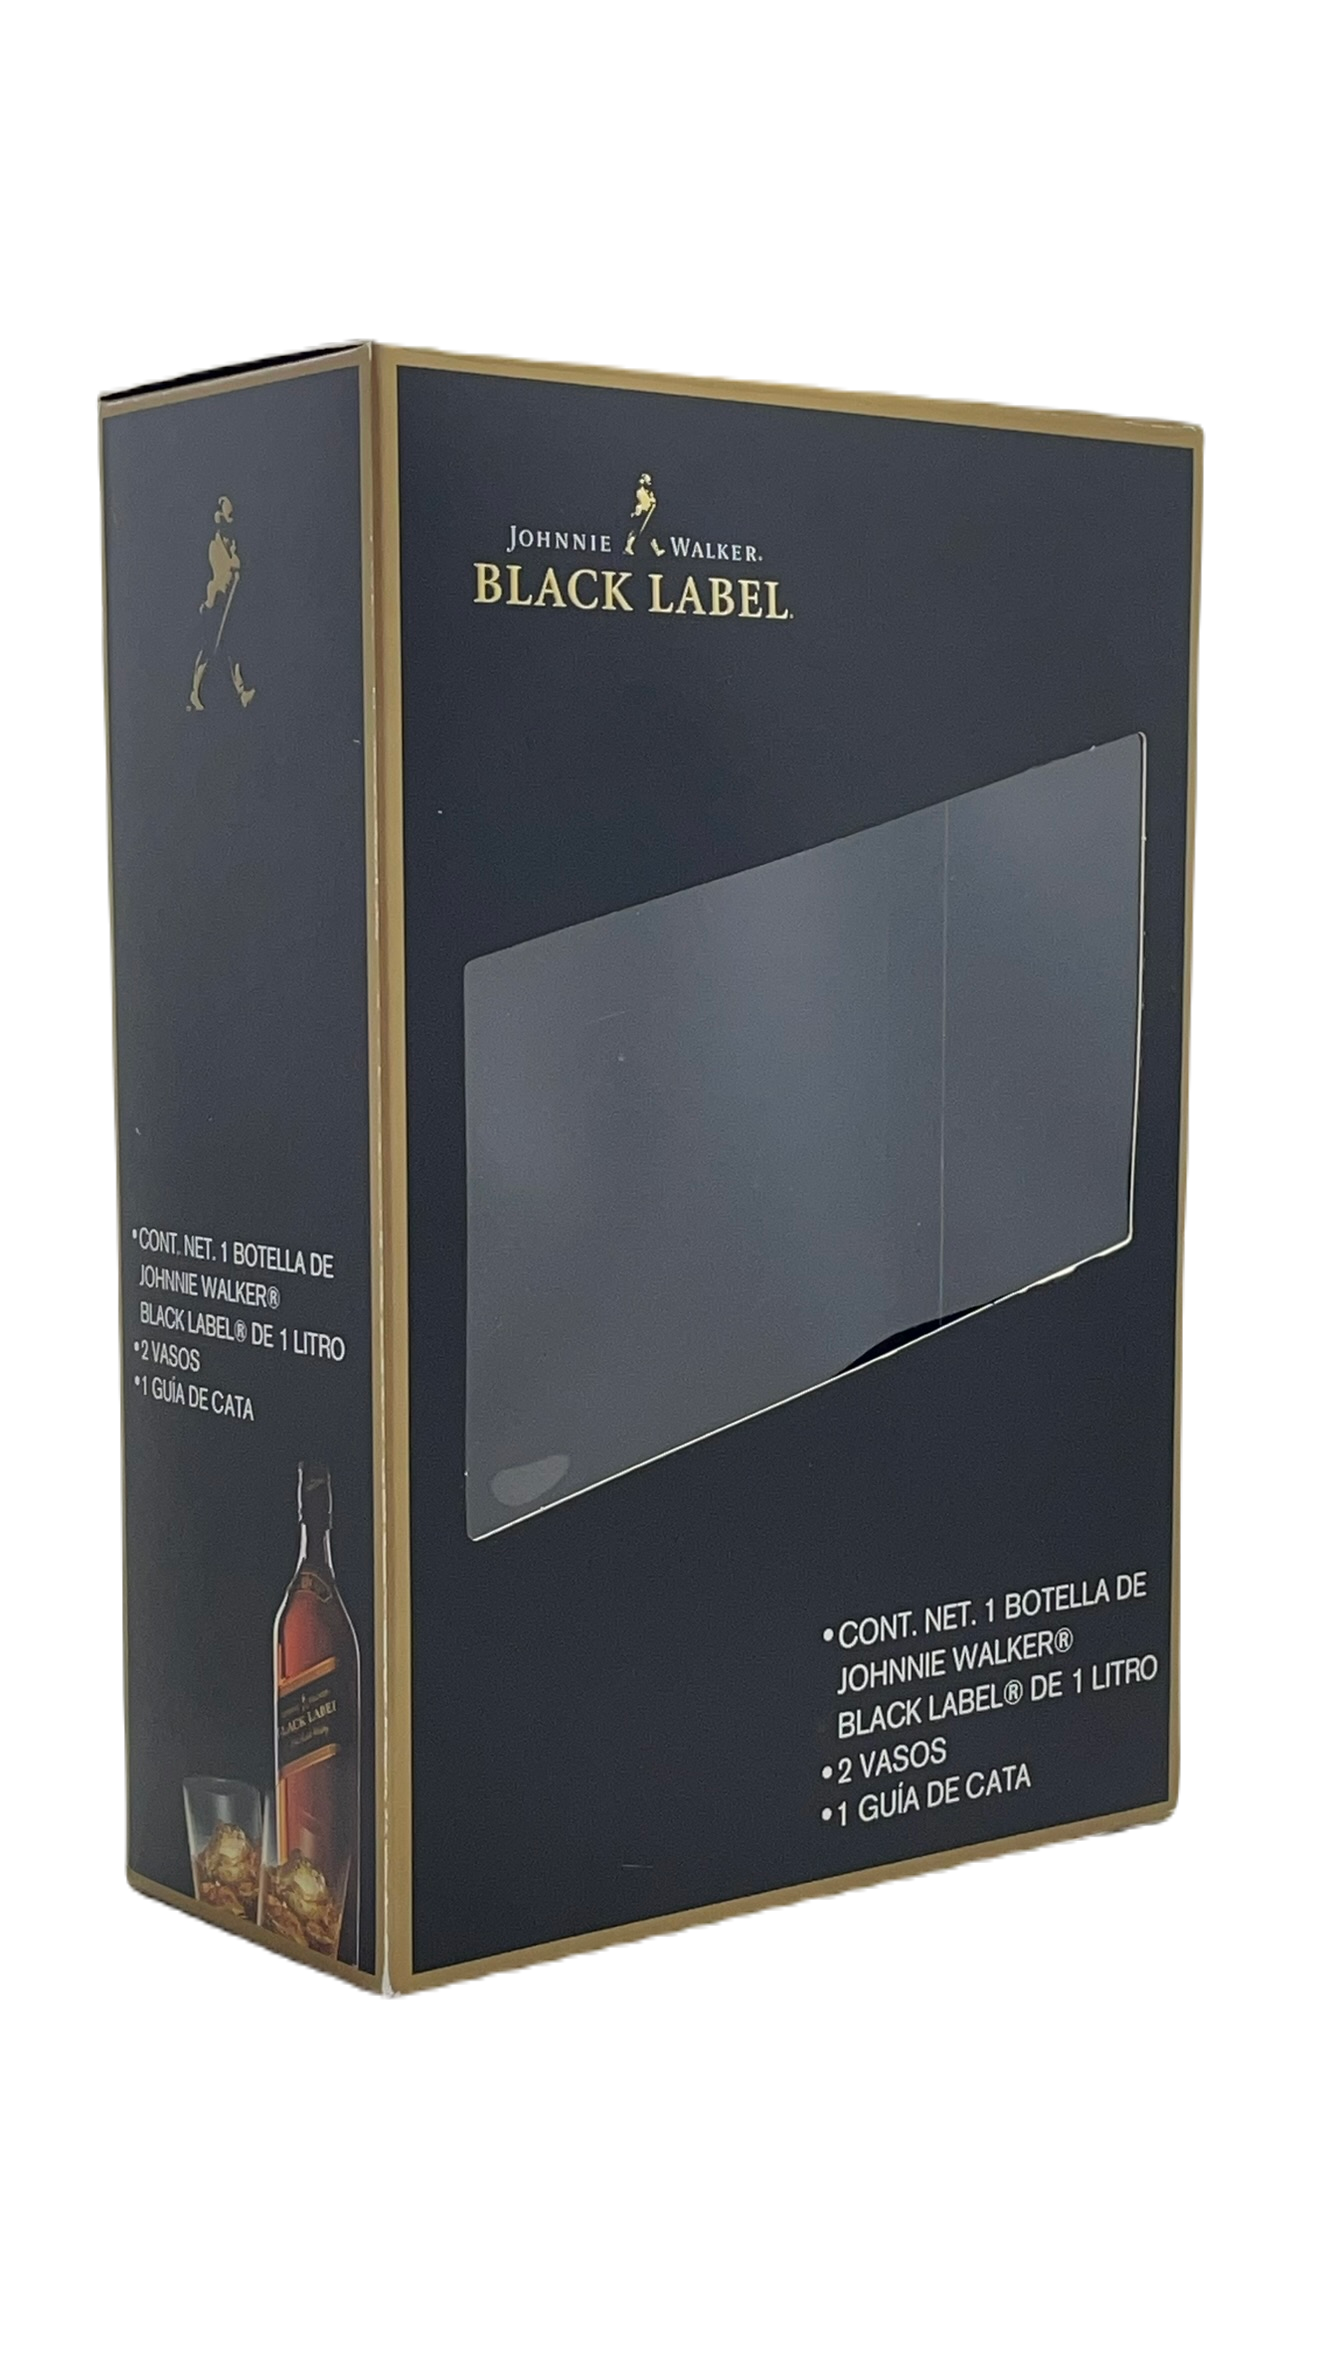 JOHNNIE WALKER.
BLACK LABEL.
•CONT. NET. 1 BOTELLA DE
JOHNNIE WALKER®
BLACK LABEL® DE 1 LITRO
•2 VASOS
•1 GUÍA DE CATA
BLACK LABEL
•CONT. NET. 1 BOTELLA DE
JOHNNIE WALKER®
BLACK LABEL® DE 1 LITRO
•2 VASOS
•1 GUÍA DE CATA